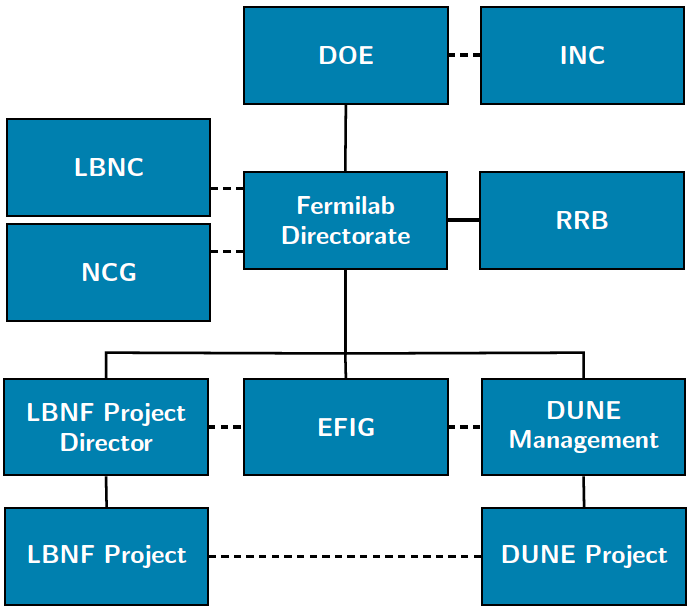 DOE
INC
LBNC
Fermilab
Directorate
RRB
NCG
LBNF Project
Director
EFIG
DUNE
Management
LBNF Project
DUNE Project